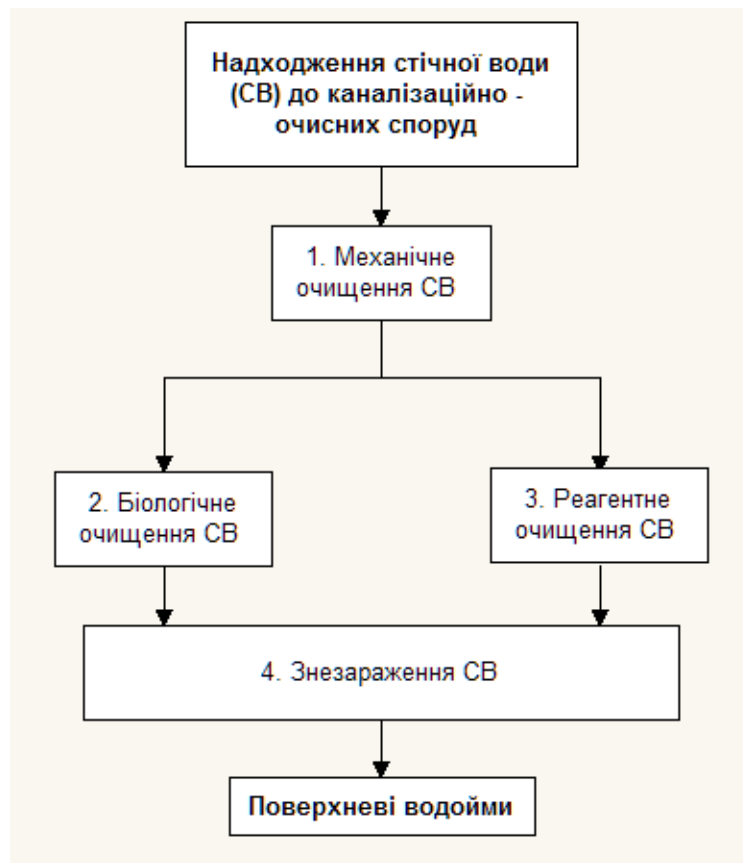 Надходження стічної води
(СВ) до каналізаційно -
очисних споруд
1. Механічне
очищення СВ
2. Біологічне
очищення СВ
3. Реагентне
очищення СВ
4. Знезараження СВ
Поверхневі водойми